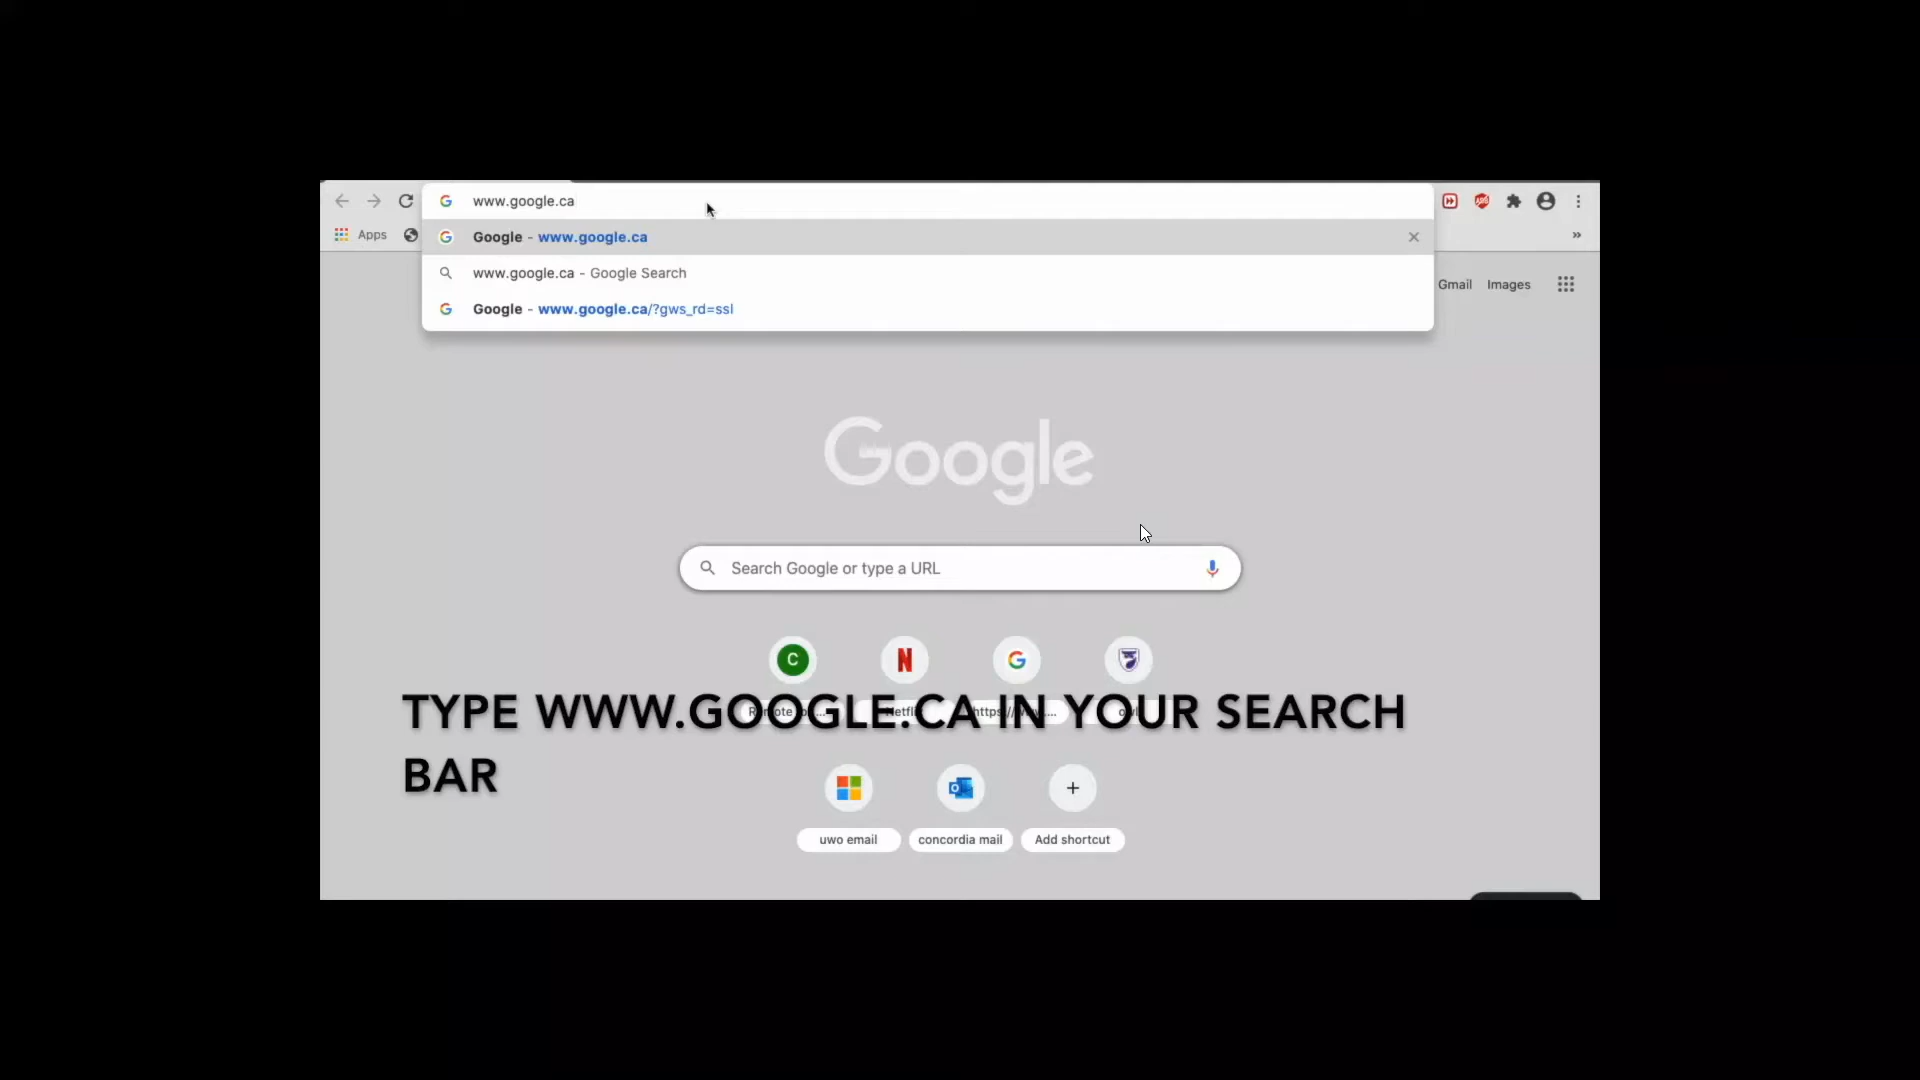 www.google.ca
Apps
Google - www.google.ca
www.google.ca - Google Search
Google - www.google.ca/?gws_rd=ssl
Gmail Images
Google
Search Google or type a URL
C
TYPE WWW.GOOGLE.CA IN YOUR SEARCH
BAR
uwo email concordia mail Add shortcut